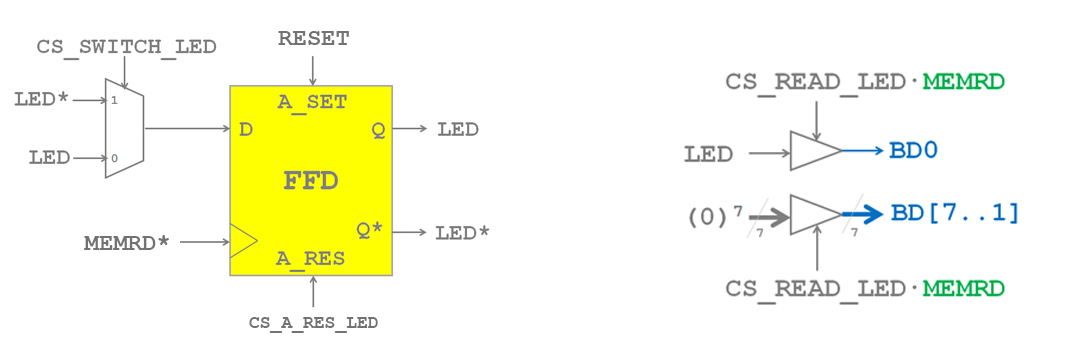 CS_SWITCH_LED
RESET
LED*
1
A_SET
LED
0
D
Q
LED
FFD
MEMRD*
Q*
LED*
A_RES
CS_A_RES_LED
CS_READ_LED·MEMRD
LED
BD0
(0)⁷
7
7
BD[7..1]
CS_READ_LED·MEMRD